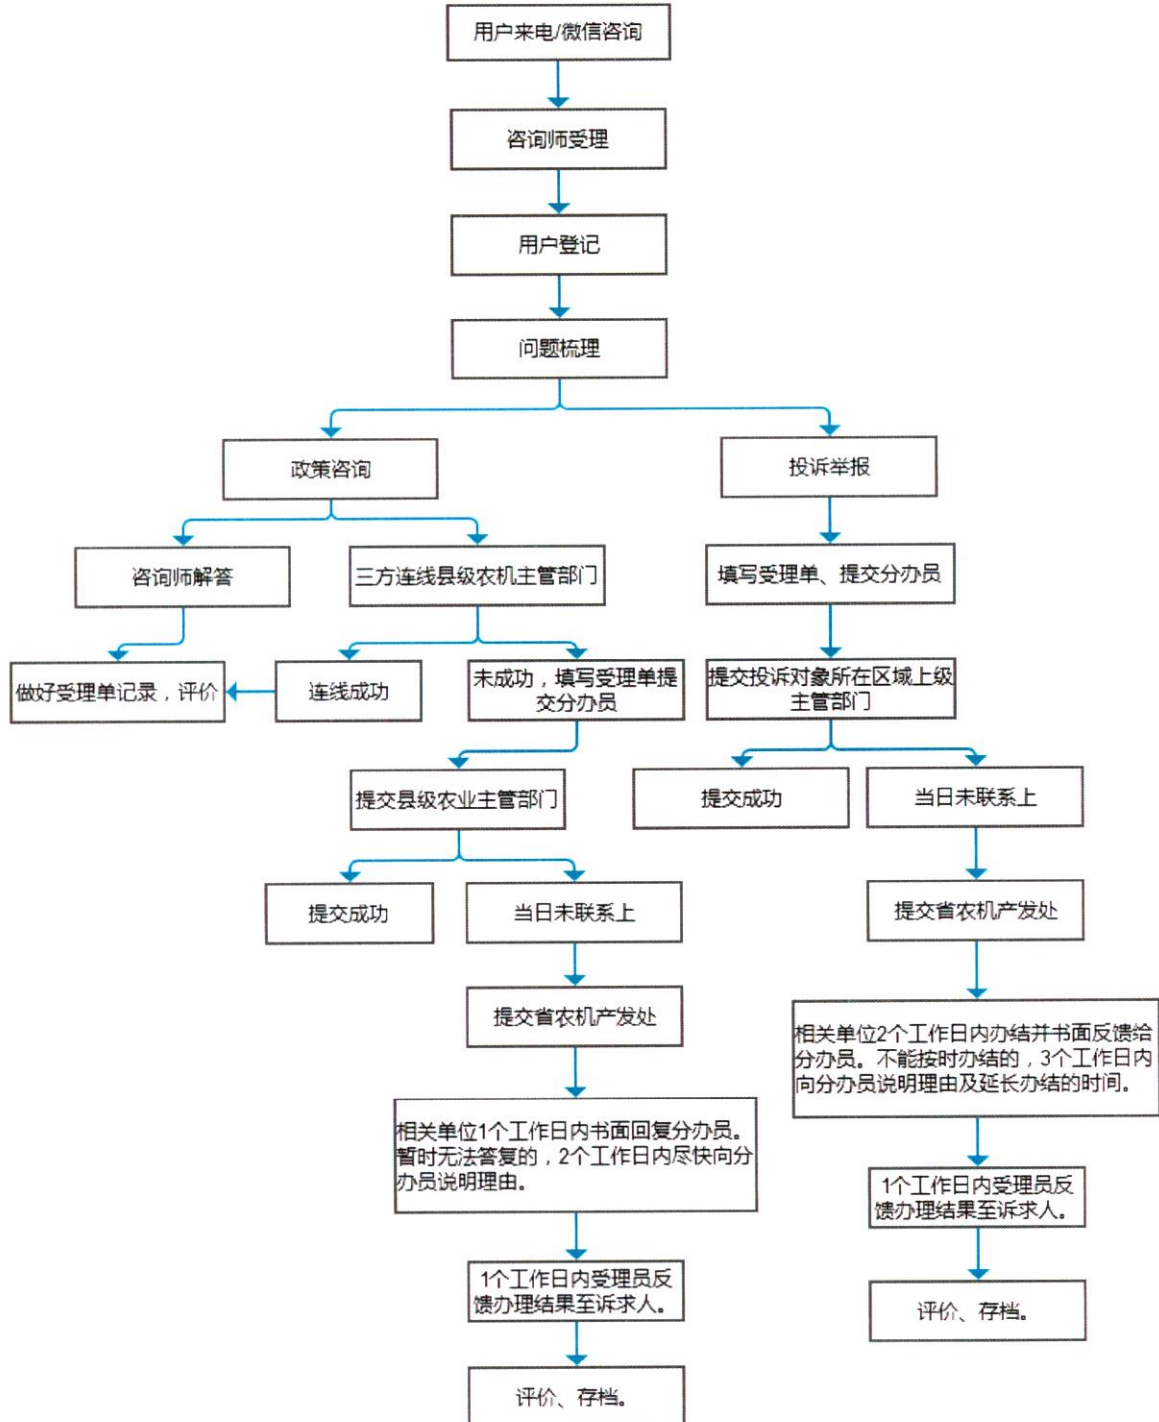 用户来电/微信咨询
咨询师受理
用户登记
问题梳理
政策咨询
投诉举报
咨询师解答
三方连线县级农机主管部门
填写受理单、提交分办员
做好受理单记录，评价
连线成功
未成功，填写受理单提
交分办员
提交投诉对象所在区域上级
主管部门
提交县级农业主管部门
提交成功
当日未联系上
提交成功
当日未联系上
提交省农机产发处
提交省农机产发处
相关单位2个工作日内办结并书面反馈给
分办员。不能按时办结的，3个工作日内
向分办员说明理由及延长办结的时间。
相关单位1个工作日内书面回复分办员。
暂时无法答复的，2个工作日内尽快向分
办员说明理由。
1个工作日内受理员反
馈办理结果至诉求人。
1个工作日内受理员反
馈办理结果至诉求人。
评价、存档。
评价、存档。